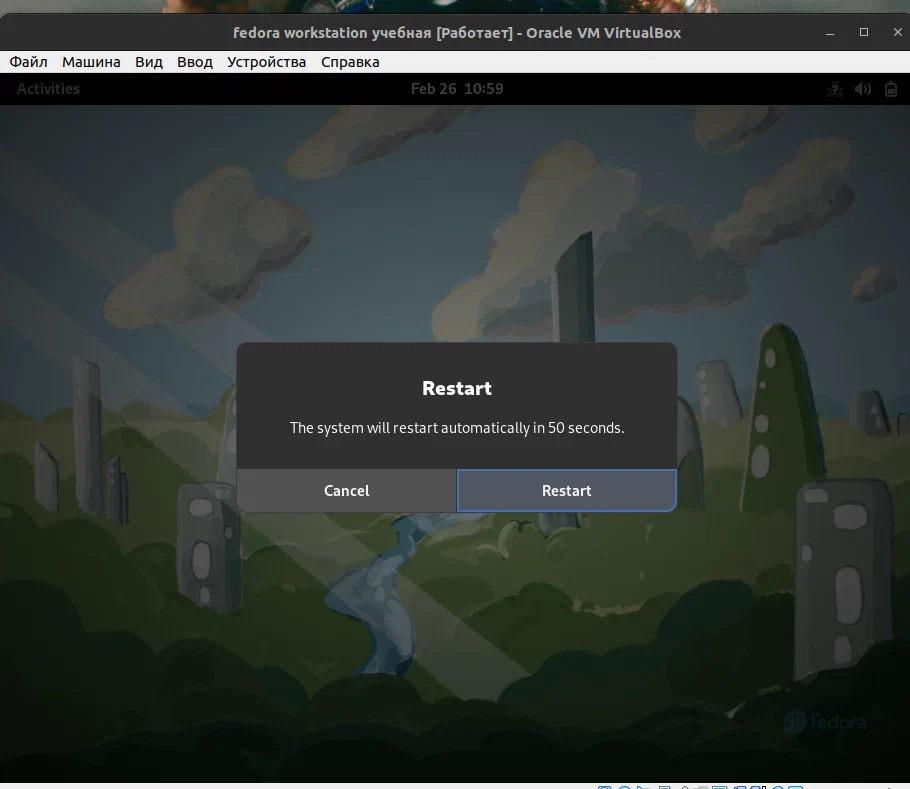 fedora workstation учебная [Работает] - Oracle VM VirtualBox
Файл Машина Вид Ввод Устройства Справка
Activities Feb 26 10:59
Restart
The system will restart automatically in 50 seconds.
Cancel Restart
fedora